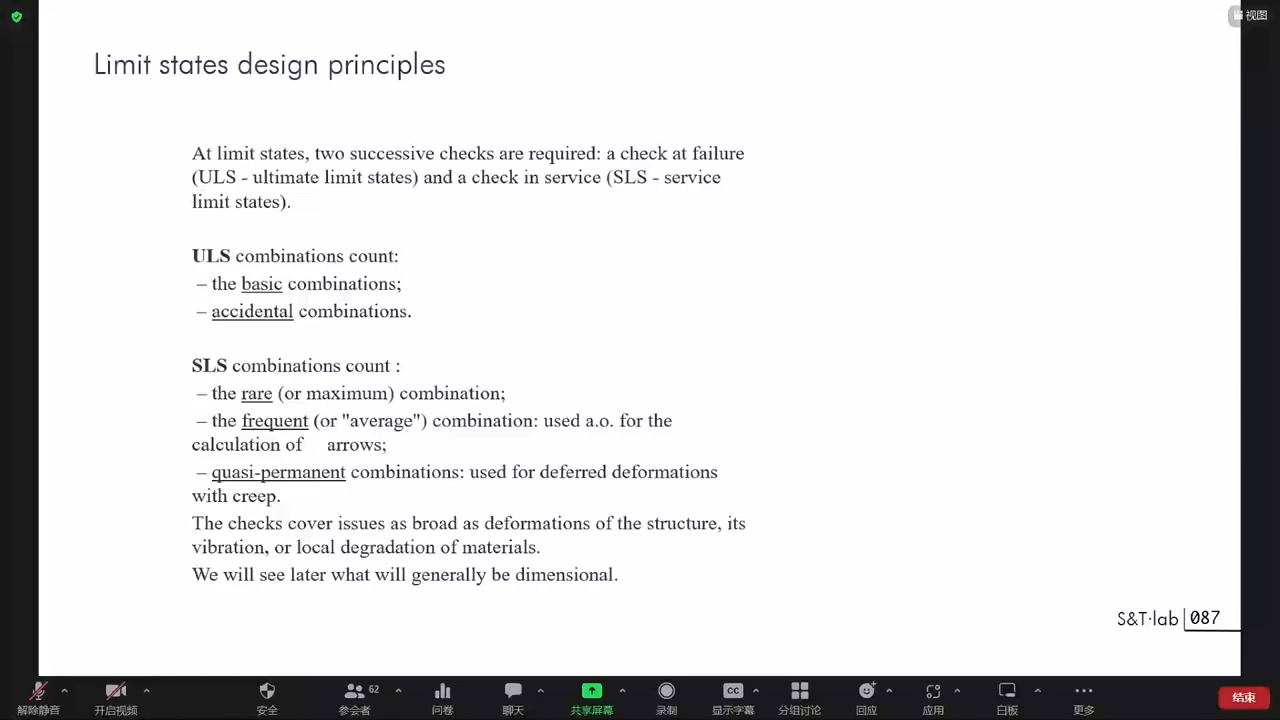 视图
Limit states design principles
At limit states, two successive checks are required: a check at failure
(ULS - ultimate limit states) and a check in service (SLS - service
limit states).
ULS combinations count:
– the basic combinations;
– accidental combinations.
SLS combinations count :
– the rare (or maximum) combination;
– the frequent (or "average") combination: used a.o. for the
calculation of arrows;
– quasi-permanent combinations: used for deferred deformations
with creep.
The checks cover issues as broad as deformations of the structure, its
vibration, or local degradation of materials.
We will see later what will generally be dimensional.
S&T·lab 087
62
CC
解除静音 开启视频 安全 参会者 问卷 聊天 共享屏幕 录制 显示字幕 分组讨论 回应 应用 白板 更多 结束